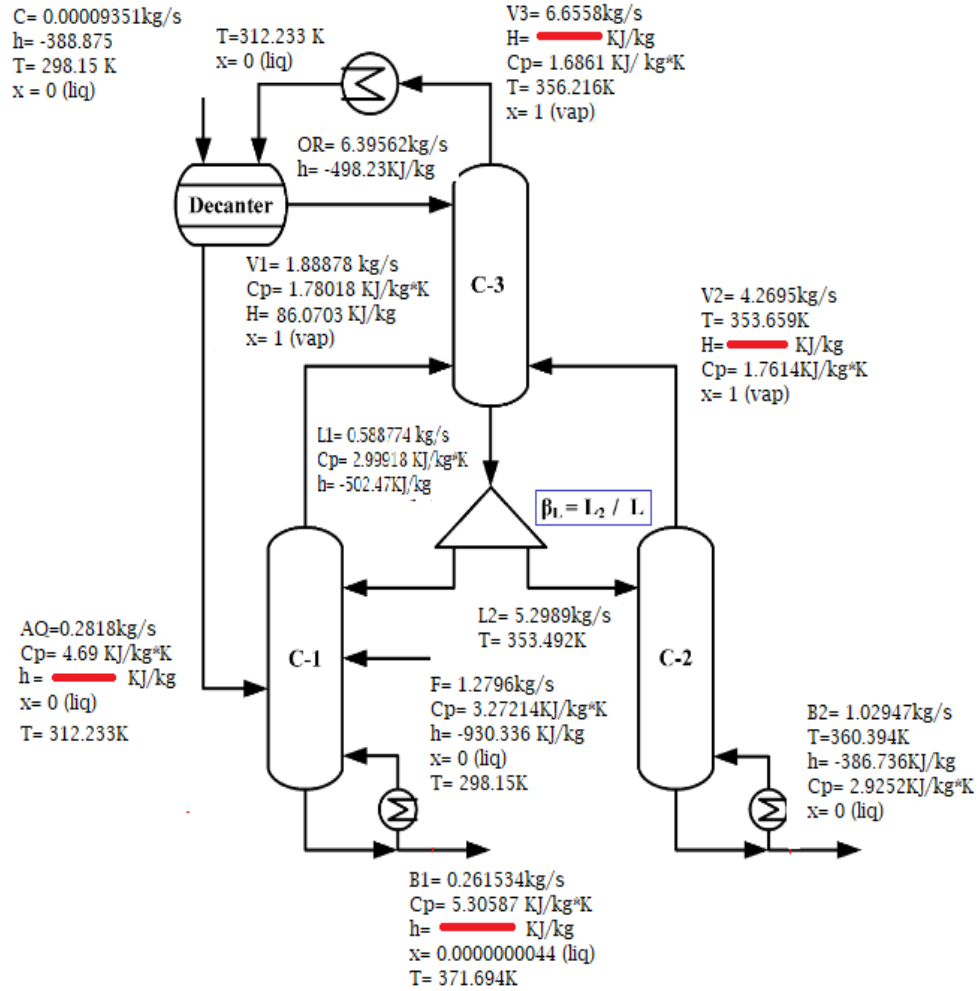 C= 0.00009351kg/s
h= -388.875
T= 298.15 K
x = 0 (liq)
T=312.233 K
x= 0 (liq)
V3= 6.6558kg/s
H= KJ/kg
Cp= 1.6861 KJ/ kg*K
T= 356.216K
x= 1 (vap)
OR= 6.39562kg/s
h= -498.23KJ/kg
Decanter
V1= 1.88878 kg/s
Cp= 1.78018 KJ/kg*K
H= 86.0703 KJ/kg
x= 1 (vap)
C-3
V2= 4.2695kg/s
T= 353.659K
H= KJ/kg
Cp= 1.7614KJ/kg*K
x= 1 (vap)
L1= 0.588774 kg/s
Cp= 2.99918 KJ/kg*K
h= -502.47KJ/kg
βL = L2 / L
AQ=0.2818kg/s
Cp= 4.69 KJ/kg*K
h = KJ/kg
x= 0 (liq)
T= 312.233K
C-1
L2= 5.2989kg/s
T= 353.492K
C-2
F= 1.2796kg/s
Cp= 3.27214KJ/kg*K
h= -930.336 KJ/kg
x= 0 (liq)
T= 298.15K
B2= 1.02947kg/s
T=360.394K
h= -386.736KJ/kg
Cp= 2.9252KJ/kg*K
x= 0 (liq)
B1= 0.261534kg/s
Cp= 5.30587 KJ/kg*K
h= KJ/kg
x= 0.0000000044 (liq)
T= 371.694K